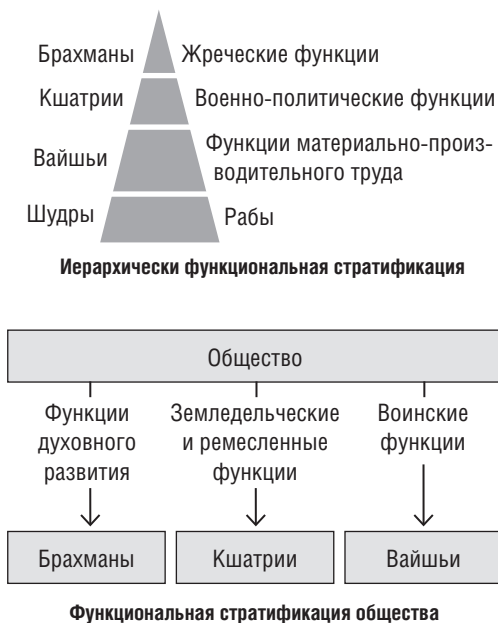 Брахманы Жреческие функции
Кшатрии Военно-политические функции
Вайшьи Функции материально-произ-
водительного труда
Шудры Рабы
Иерархически функциональная стратификация
Общество
Функции Земледельческие Воинские
духовного и ремесленные функции
развития функции
Брахманы Кшатрии Вайшьи
Функциональная стратификация общества